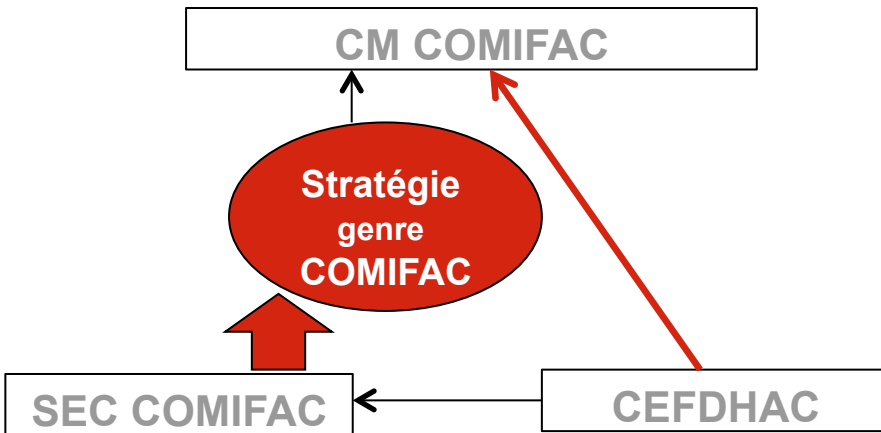 CM COMIFAC
Stratégie
genre
COMIFAC
SEC COMIFAC
CEFDHAC